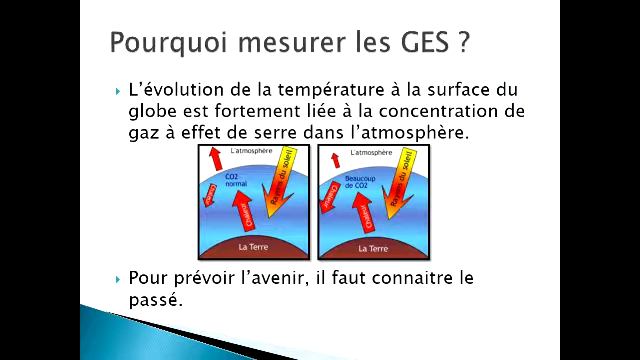 Pourquoi mesurer les GES ?
L'évolution de la température à la surface du
globe est fortement liée à la concentration de
gaz à effet de serre dans l'atmosphère.
L'atmosphère
CO2
normal
Rayons du soleil
Chaleur
Chaleur
La Terre
L'atmosphère
Beaucoup
de CO2
Rayons du soleil
Chaleur
Chaleur
La Terre
Pour prévoir l'avenir, il faut connaitre le
passé.